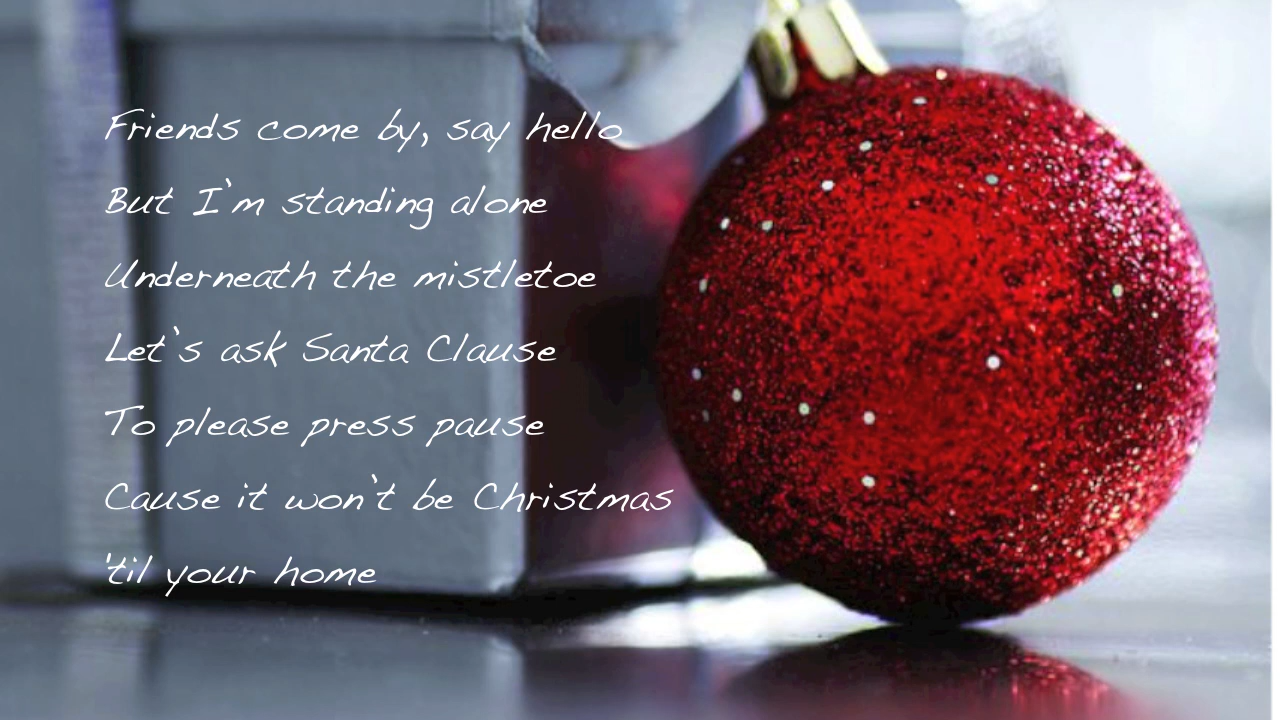 Friends come by, say hello
But I'm standing alone
Underneath the mistletoe
Let's ask Santa Clause
To please press pause
Cause it won't be Christmas
'til your home